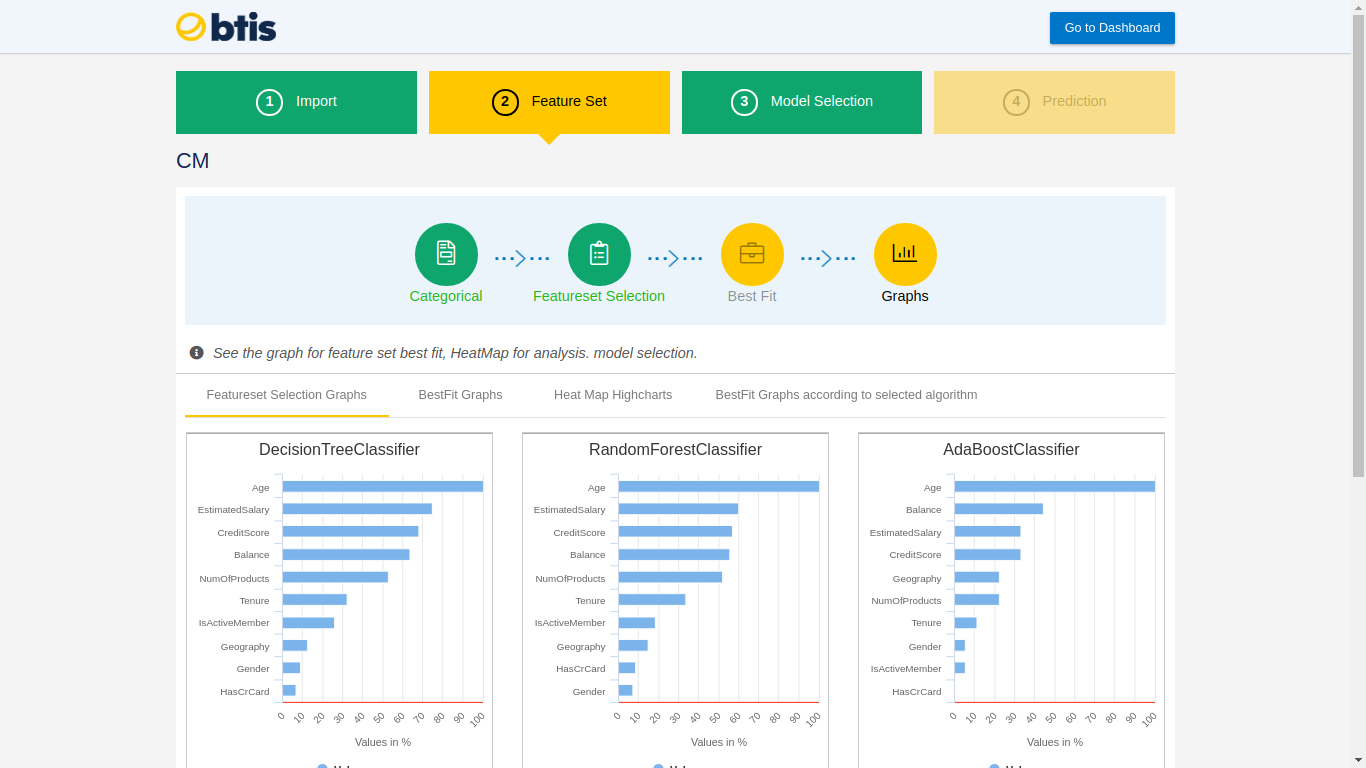 btis
Go to Dashboard
1 Import
2 Feature Set
3 Model Selection
4 Prediction
CM
Categorical
Featureset Selection
Best Fit
Graphs
See the graph for feature set best fit, HeatMap for analysis. model selection.
Featureset Selection Graphs
BestFit Graphs
Heat Map Highcharts
BestFit Graphs according to selected algorithm
DecisionTreeClassifier
Age
EstimatedSalary
CreditScore
Balance
NumOfProducts
Tenure
IsActiveMember
Geography
Gender
HasCrCard
0 10 20 30 40 50 60 70 80 90 100
Values in %
RandomForestClassifier
Age
EstimatedSalary
CreditScore
Balance
NumOfProducts
Tenure
IsActiveMember
Geography
HasCrCard
Gender
0 10 20 30 40 50 60 70 80 90 100
Values in %
AdaBoostClassifier
Age
Balance
EstimatedSalary
CreditScore
Geography
NumOfProducts
Tenure
Gender
IsActiveMember
HasCrCard
0 10 20 30 40 50 60 70 80 90 100
Values in %